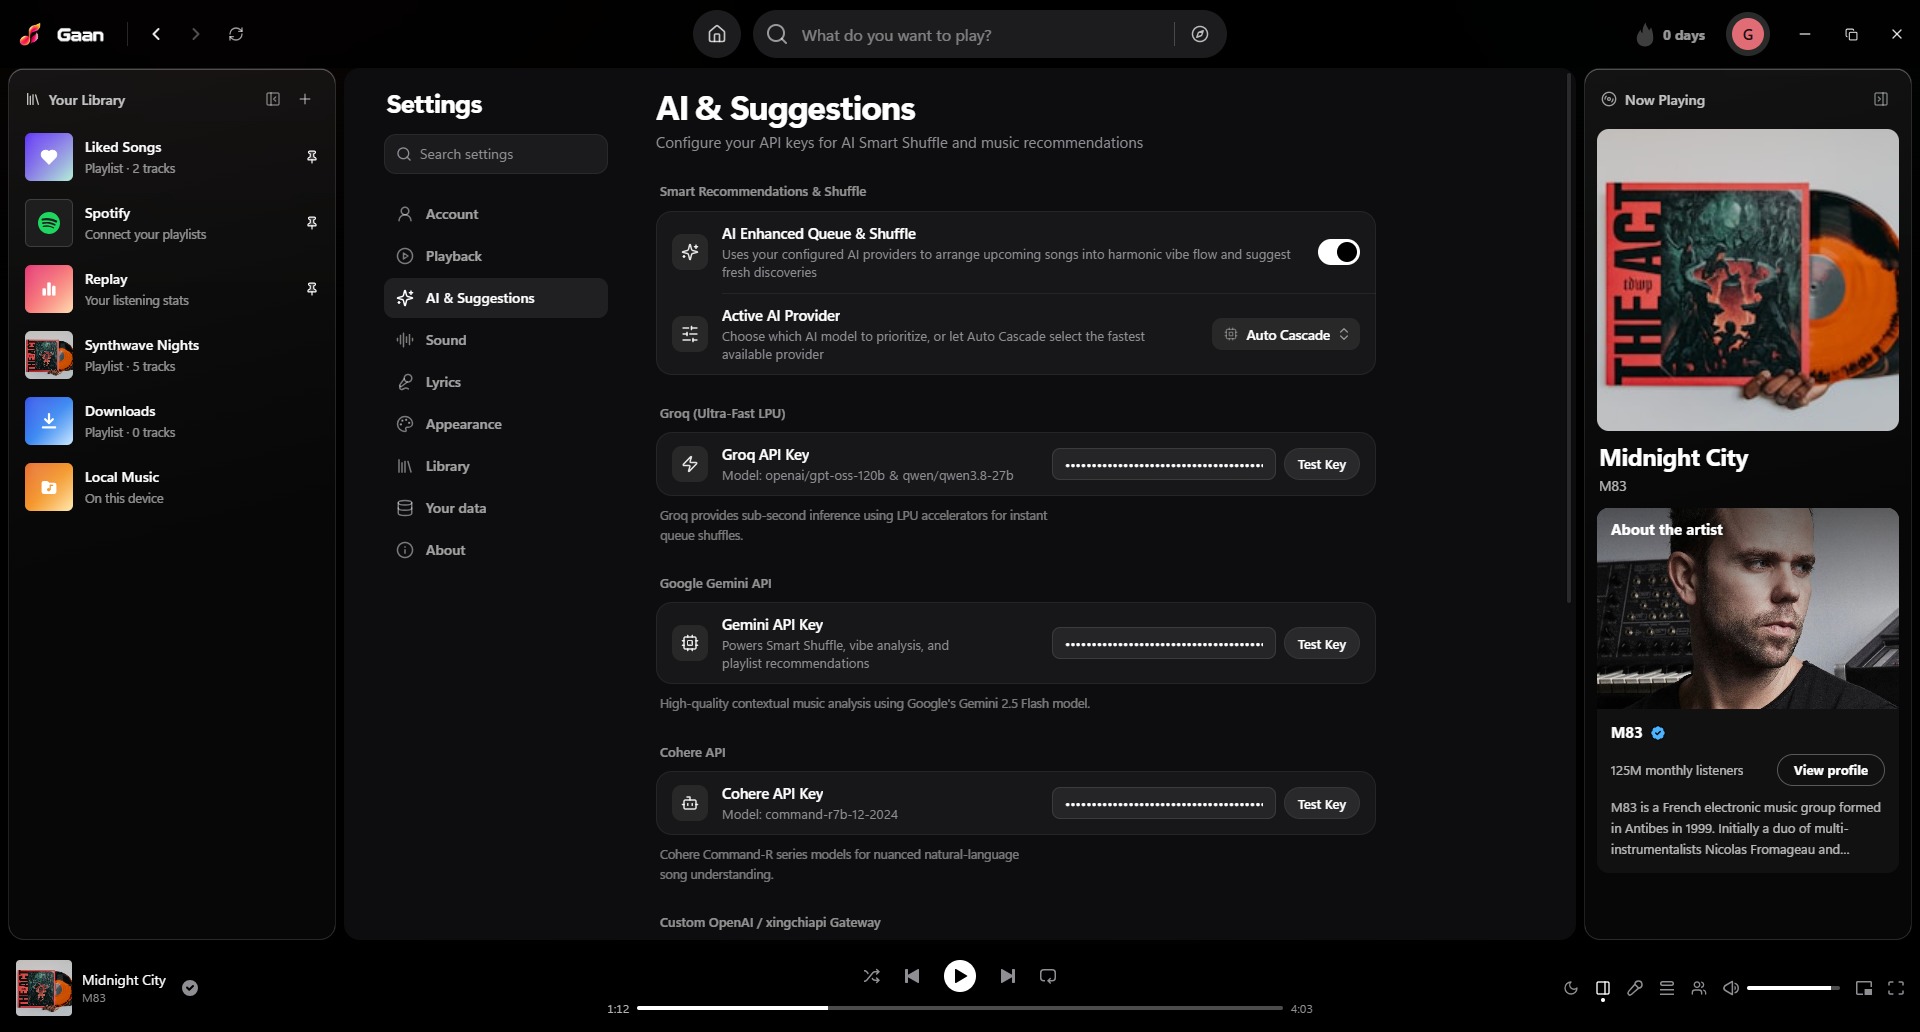 Gaan
What do you want to play?
0 days
G
Your Library
Liked Songs
Playlist · 2 tracks
Spotify
Connect your playlists
Replay
Your listening stats
Synthwave Nights
Playlist · 5 tracks
Downloads
Playlist · 0 tracks
Local Music
On this device
Settings
Search settings
Account
Playback
AI & Suggestions
Sound
Lyrics
Appearance
Library
Your data
About
AI & Suggestions
Configure your API keys for AI Smart Shuffle and music recommendations
Smart Recommendations & Shuffle
AI Enhanced Queue & Shuffle
Uses your configured AI providers to arrange upcoming songs into harmonic vibe flow and suggest
fresh discoveries
Active AI Provider
Choose which AI model to prioritize, or let Auto Cascade select the fastest
available provider
Auto Cascade
Groq (Ultra-Fast LPU)
Groq API Key
Model: openai/gpt-oss-120b & qwen/qwen3.8-27b
Test Key
Groq provides sub-second inference using LPU accelerators for instant
queue shuffles.
Google Gemini API
Gemini API Key
Powers Smart Shuffle, vibe analysis, and
playlist recommendations
Test Key
High-quality contextual music analysis using Google's Gemini 2.5 Flash model.
Cohere API
Cohere API Key
Model: command-r7b-12-2024
Test Key
Cohere Command-R series models for nuanced natural-language
song understanding.
Custom OpenAI / xingchiapi Gateway
Now Playing
THE ACT
tdwp
Midnight City
M83
About the artist
M83
125M monthly listeners
View profile
M83 is a French electronic music group formed
in Antibes in 1999. Initially a duo of multi-
instrumentalists Nicolas Fromageau and...
Midnight City
M83
1:12
4:03